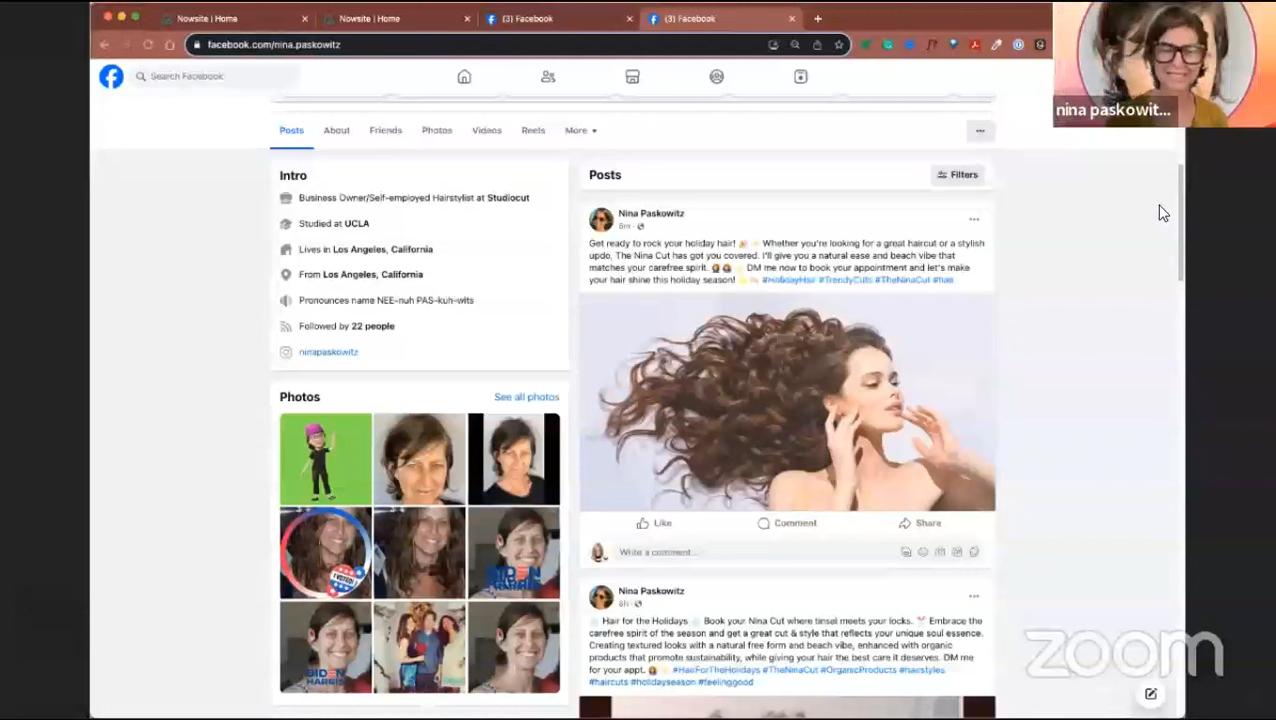 Nowsite | Home
Nowsite | Home
(3) Facebook
(3) Facebook
facebook.com/nina.paskowitz
Search Facebook
nina paskowit...
Posts
About
Friends
Photos
Videos
Reels
More
Intro
Business Owner/Self-employed Hairstylist at Studiocut
Studied at UCLA
Lives in Los Angeles, California
From Los Angeles, California
Pronounces name NEE-nuh PAS-kuh-wits
Followed by 22 people
ninapaskowitz
Photos
See all photos
I VOTED!
BIDEN
HARRIS
BIDEN
HARRIS
Posts
Filters
Nina Paskowitz
8m
Get ready to rock your holiday hair! Whether you're looking for a great haircut or a stylish
updo, The Nina Cut has got you covered. I'll give you a natural ease and beach vibe that
matches your carefree spirit. DM me now to book your appointment and let's make
your hair shine this holiday season! #HolidayHair #TrendyCuts #TheNinaCut #hair
Like
Comment
Share
Write a comment...
Nina Paskowitz
8h
Hair for the Holidays Book your Nina Cut where tinsel meets your locks. Embrace the
carefree spirit of the season and get a great cut & style that reflects your unique soul essence.
Creating textured looks with a natural free form and beach vibe, enhanced with organic
products that promote sustainability, while giving your hair the best care it deserves. DM me
for your appt. #HairForTheHolidays #TheNinaCut #OrganicProducts #hairstyles
#haircuts #holidayseason #feelinggood
zoom